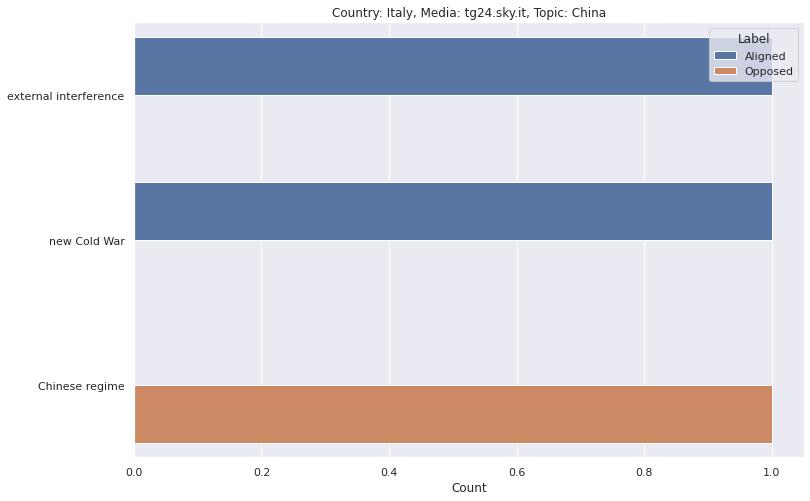 Country: Italy, Media: tg24.sky.it, Topic: China
Label
Aligned
Opposed
external interference
new Cold War
Chinese regime
0.0 0.2 0.4 0.6 0.8 1.0
Count